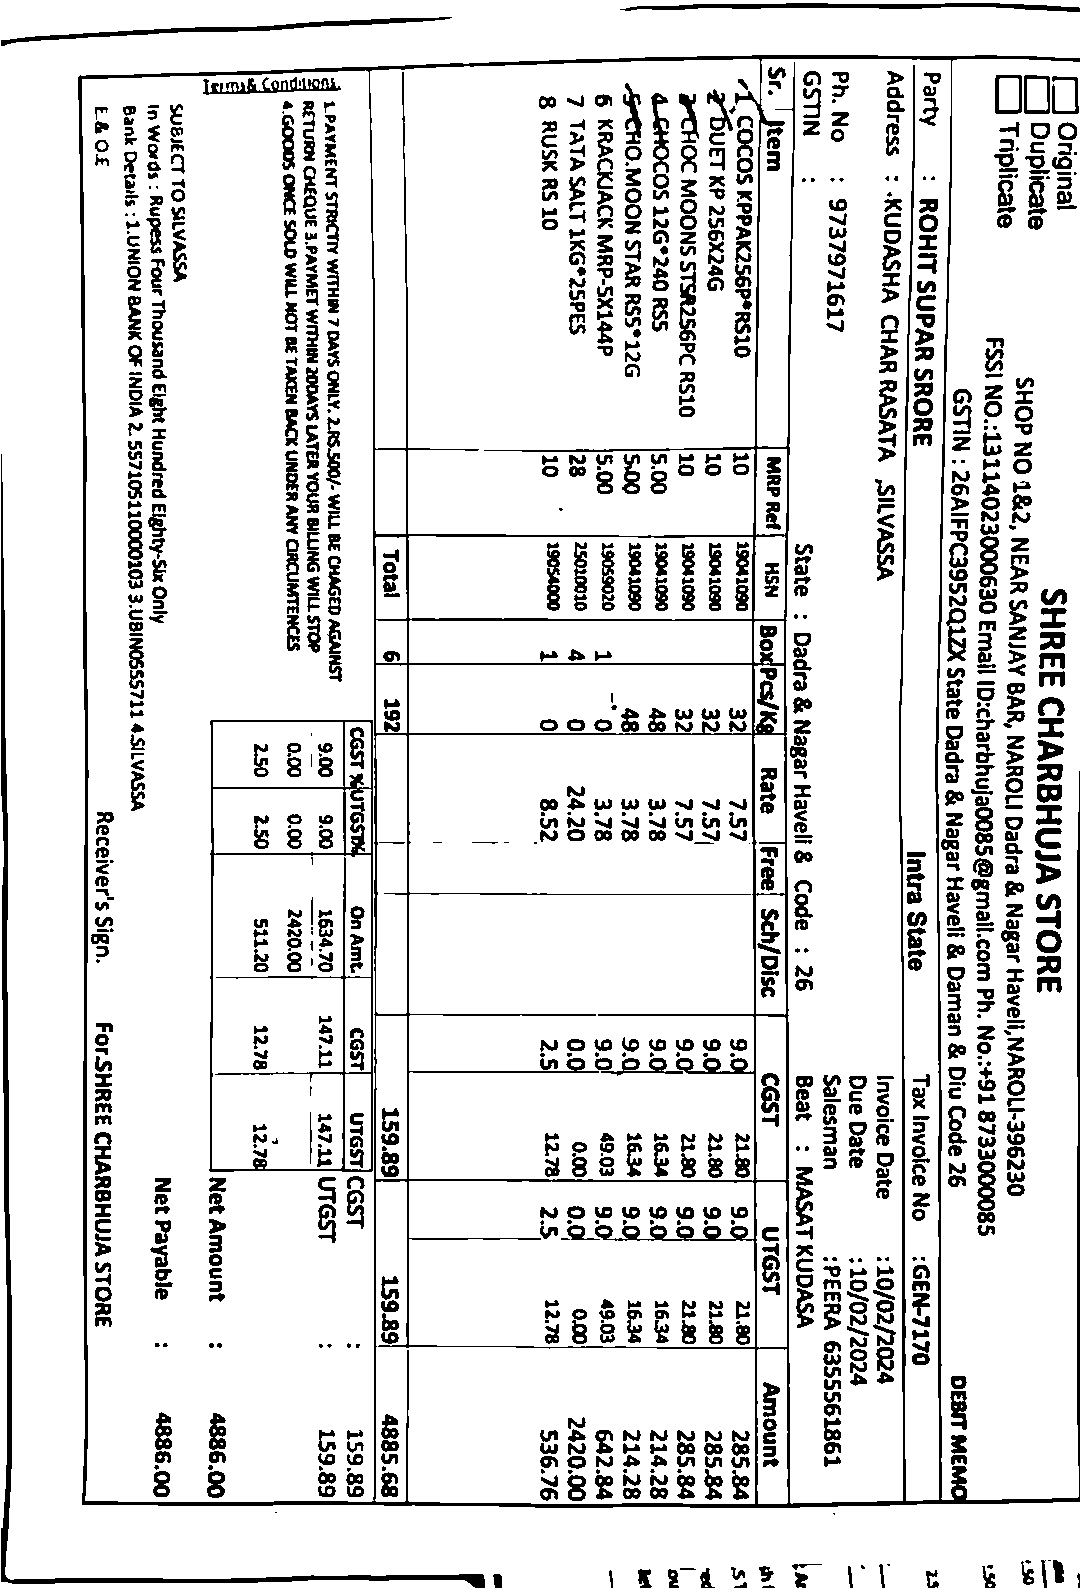 SHREE CHARBHUJA STORE
SHOP NO 1&2, NEAR SANJAY BAR, NAROLI Dadra & Nagar Haveli,NAROLI-396230
FSSI NO.:13114023000630 Email ID:charbhuja0085@gmail.com Ph. No.:+91 8733000085
GSTIN : 26AIFPC3952Q1ZX State Dadra & Nagar Haveli & Daman & Diu Code 26
Original
Duplicate
Triplicate
DEBIT MEMO
Party : ROHIT SUPAR SRORE Intra State Tax Invoice No :GEN-7170
Address : .KUDASHA CHAR RASATA ,SILVASSA Invoice Date :10/02/2024
Due Date :10/02/2024
Ph. No : 9737971617 Salesman :PEERA 6355561861
GSTIN : State : Dadra & Nagar Haveli & Code : 26 Beat : MASAT KUDASA
Sr. Item MRP Ref HSN Box Pcs/Kg Rate Free Sch/Disc CGST UTGST Amount
1 COCOS KPPAK256P*RS10 10 19041090 32 7.57 9.0 21.80 9.0 21.80 285.84
2 DUET KP 256X24G 10 19041090 32 7.57 9.0 21.80 9.0 21.80 285.84
3 CHOC MOONS STSR256PC RS10 10 19041090 32 7.57 9.0 21.80 9.0 21.80 285.84
4 CHOCOS 12G*240 RS5 5.00 19041090 48 3.78 9.0 16.34 9.0 16.34 214.28
5 CHO.MOON STAR RS5*12G 5.00 19041090 48 3.78 9.0 16.34 9.0 16.34 214.28
6 KRACKJACK MRP-5X144P 5.00 19059020 1 0 3.78 9.0 49.03 9.0 49.03 642.84
7 TATA SALT 1KG*25PES 28 25010010 4 0 24.20 0.0 0.00 0.0 0.00 2420.00
8 RUSK RS 10 10 19054000 1 0 8.52 2.5 12.78 2.5 12.78 536.76
Total 6 192 159.89 159.89 4885.68
Terms& Conditions.
1.PAYMENT STRICTIY WITHIN 7 DAYS ONLY. 2.RS.500/- WILL BE CHAGED AGAINST
RETURN CHEQUE 3.PAYMET WITHIN 20DAYS LATER YOUR BILLING WILL STOP
4.GOODS ONCE SOLD WILL NOT BE TAKEN BACK UNDER ANY CIRCUMTENCES
CGST % UTGST% On Amt. CGST UTGST
9.00 9.00 1634.70 147.11 147.11
0.00 0.00 2420.00
2.50 2.50 511.20 12.78 12.78
CGST : 159.89
UTGST : 159.89
Net Amount : 4886.00
SUBJECT TO SILVASSA
In Words : Rupess Four Thousand Eight Hundred Eighty-Six Only
Net Payable : 4886.00
Bank Details : 1.UNION BANK OF INDIA 2. 557105110000103 3.UBIN0555711 4.SILVASSA
E & O.E Receiver's Sign. For.SHREE CHARBHUJA STORE